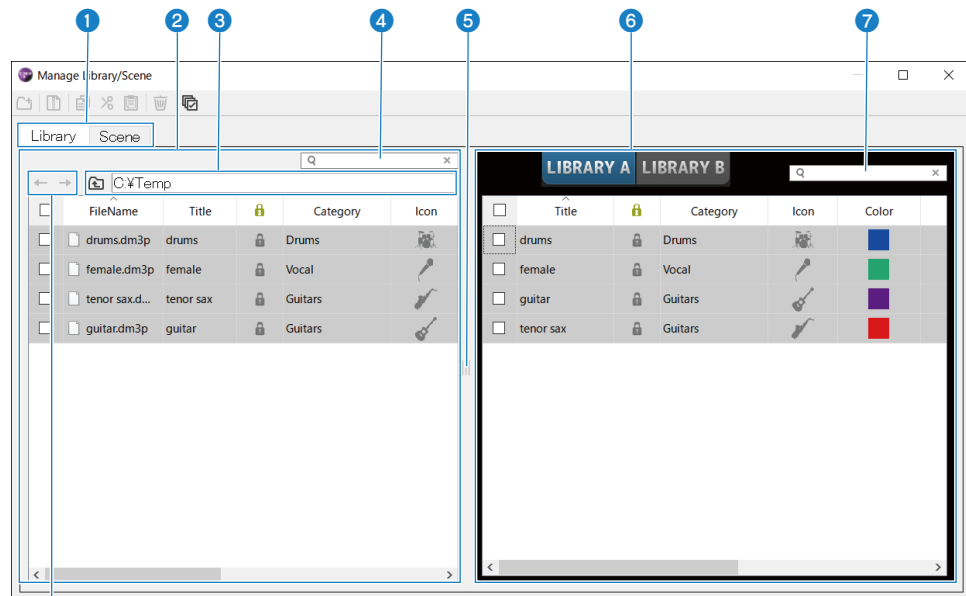 1 2 3 4 5 6 7
Manage Library/Scene
Library Scene
LIBRARY A LIBRARY B
C:¥Temp
FileName Title Category Icon
Title Category Icon Color
drums.dm3p drums Drums
drums Drums
female.dm3p female Vocal
female Vocal
tenor sax.d... tenor sax Guitars
guitar Guitars
guitar.dm3p guitar Guitars
tenor sax Guitars